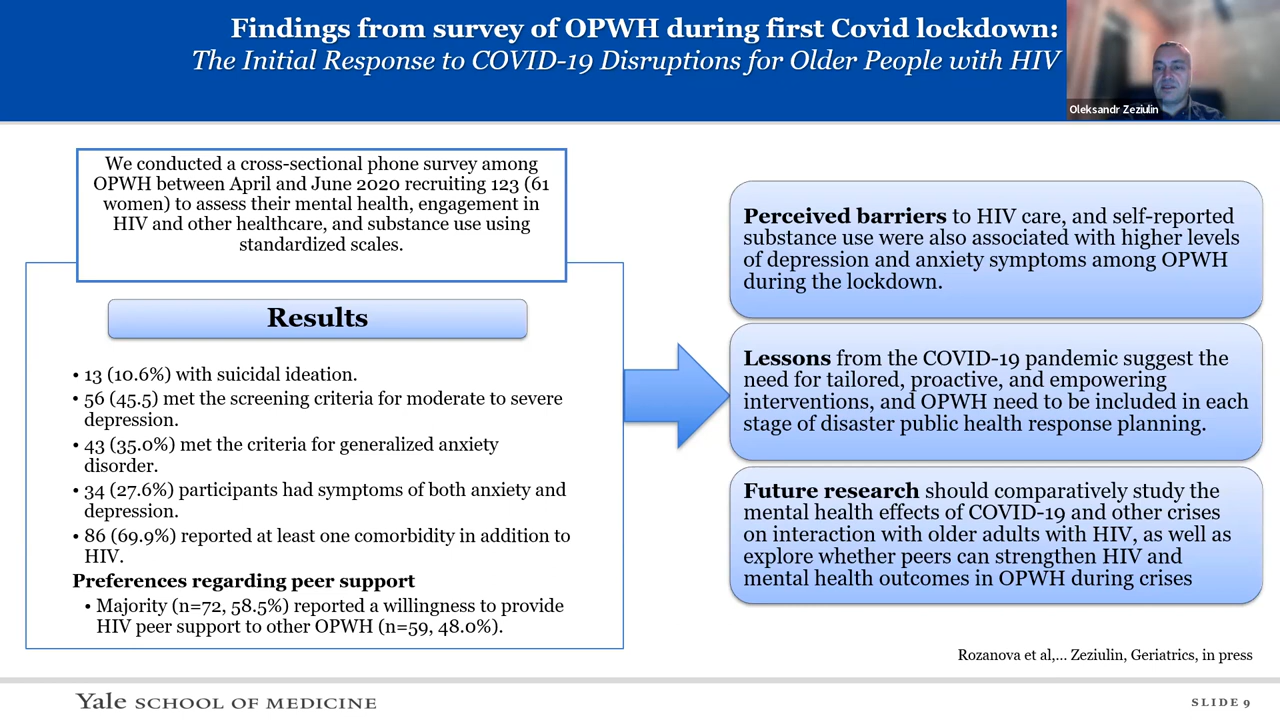 Findings from survey of OPWH during first Covid lockdown:
The Initial Response to COVID-19 Disruptions for Older People with HIV
Oleksandr Zeziulin
We conducted a cross-sectional phone survey among
OPWH between April and June 2020 recruiting 123 (61
women) to assess their mental health, engagement in
HIV and other healthcare, and substance use using
standardized scales.
Results
• 13 (10.6%) with suicidal ideation.
• 56 (45.5) met the screening criteria for moderate to severe
depression.
• 43 (35.0%) met the criteria for generalized anxiety
disorder.
• 34 (27.6%) participants had symptoms of both anxiety and
depression.
• 86 (69.9%) reported at least one comorbidity in addition to
HIV.
Preferences regarding peer support
• Majority (n=72, 58.5%) reported a willingness to provide
HIV peer support to other OPWH (n=59, 48.0%).
Perceived barriers to HIV care, and self-reported
substance use were also associated with higher levels
of depression and anxiety symptoms among OPWH
during the lockdown.
Lessons from the COVID-19 pandemic suggest the
need for tailored, proactive, and empowering
interventions, and OPWH need to be included in each
stage of disaster public health response planning.
Future research should comparatively study the
mental health effects of COVID-19 and other crises
on interaction with older adults with HIV, as well as
explore whether peers can strengthen HIV and
mental health outcomes in OPWH during crises
Rozanova et al,... Zeziulin, Geriatrics, in press
Yale SCHOOL OF MEDICINE
SLIDE 9